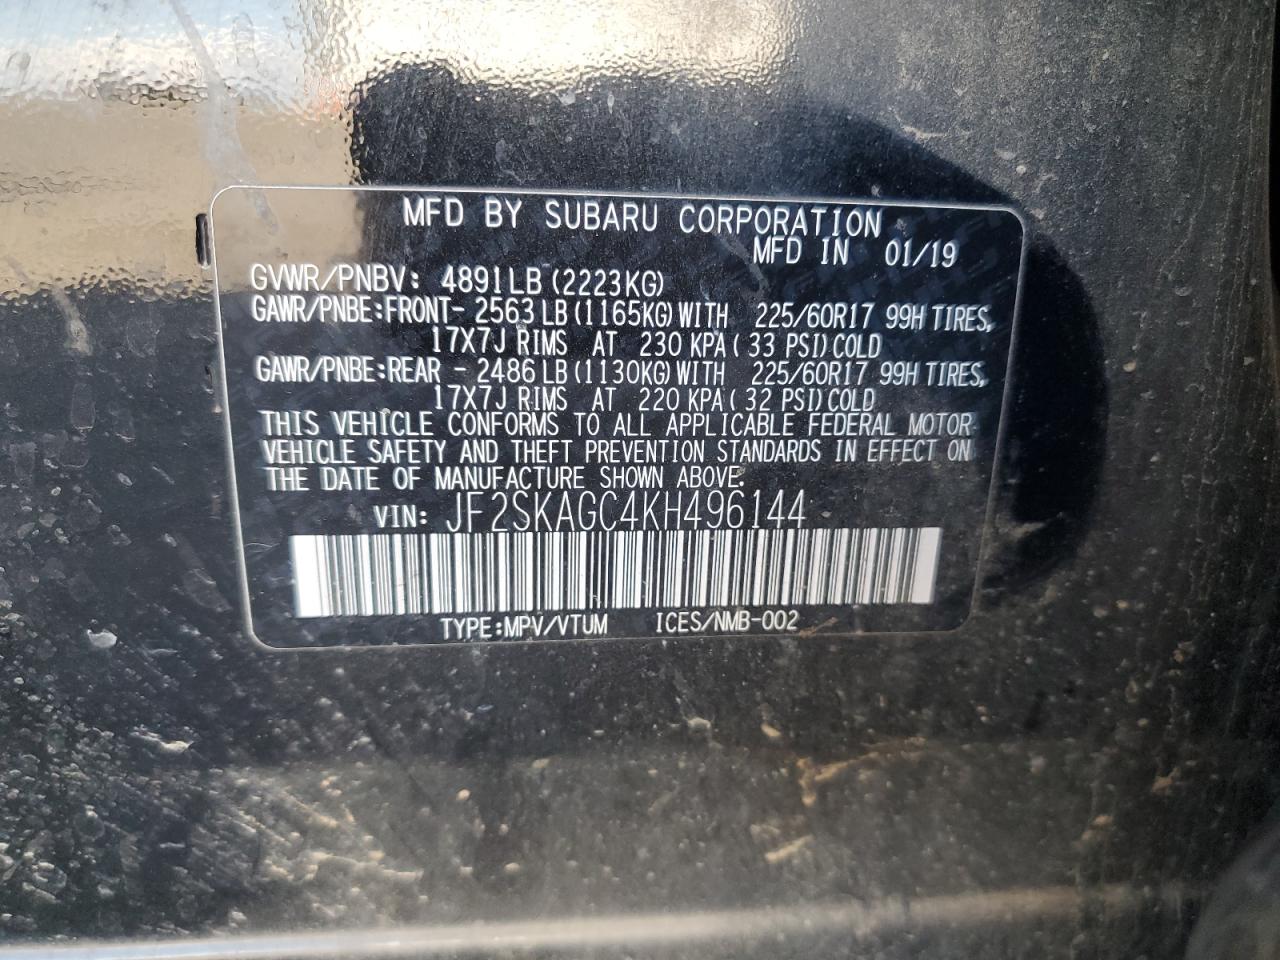 MFD BY SUBARU CORPORATION
MFD IN 01/19
GVWR/PNBV: 4891LB (2223KG)
GAWR/PNBE:FRONT- 2563 LB (1165KG) WITH 225/60R17 99H TIRES,
17X7J RIMS AT 230 KPA ( 33 PSI) COLD
GAWR/PNBE:REAR - 2486 LB (1130KG) WITH 225/60R17 99H TIRES,
17X7J RIMS AT 220 KPA ( 32 PSI) COLD
THIS VEHICLE CONFORMS TO ALL APPLICABLE FEDERAL MOTOR
VEHICLE SAFETY AND THEFT PREVENTION STANDARDS IN EFFECT ON
THE DATE OF MANUFACTURE SHOWN ABOVE.
VIN: JF2SKAGC4KH496144
TYPE:MPV/VTUM ICES/NMB-002